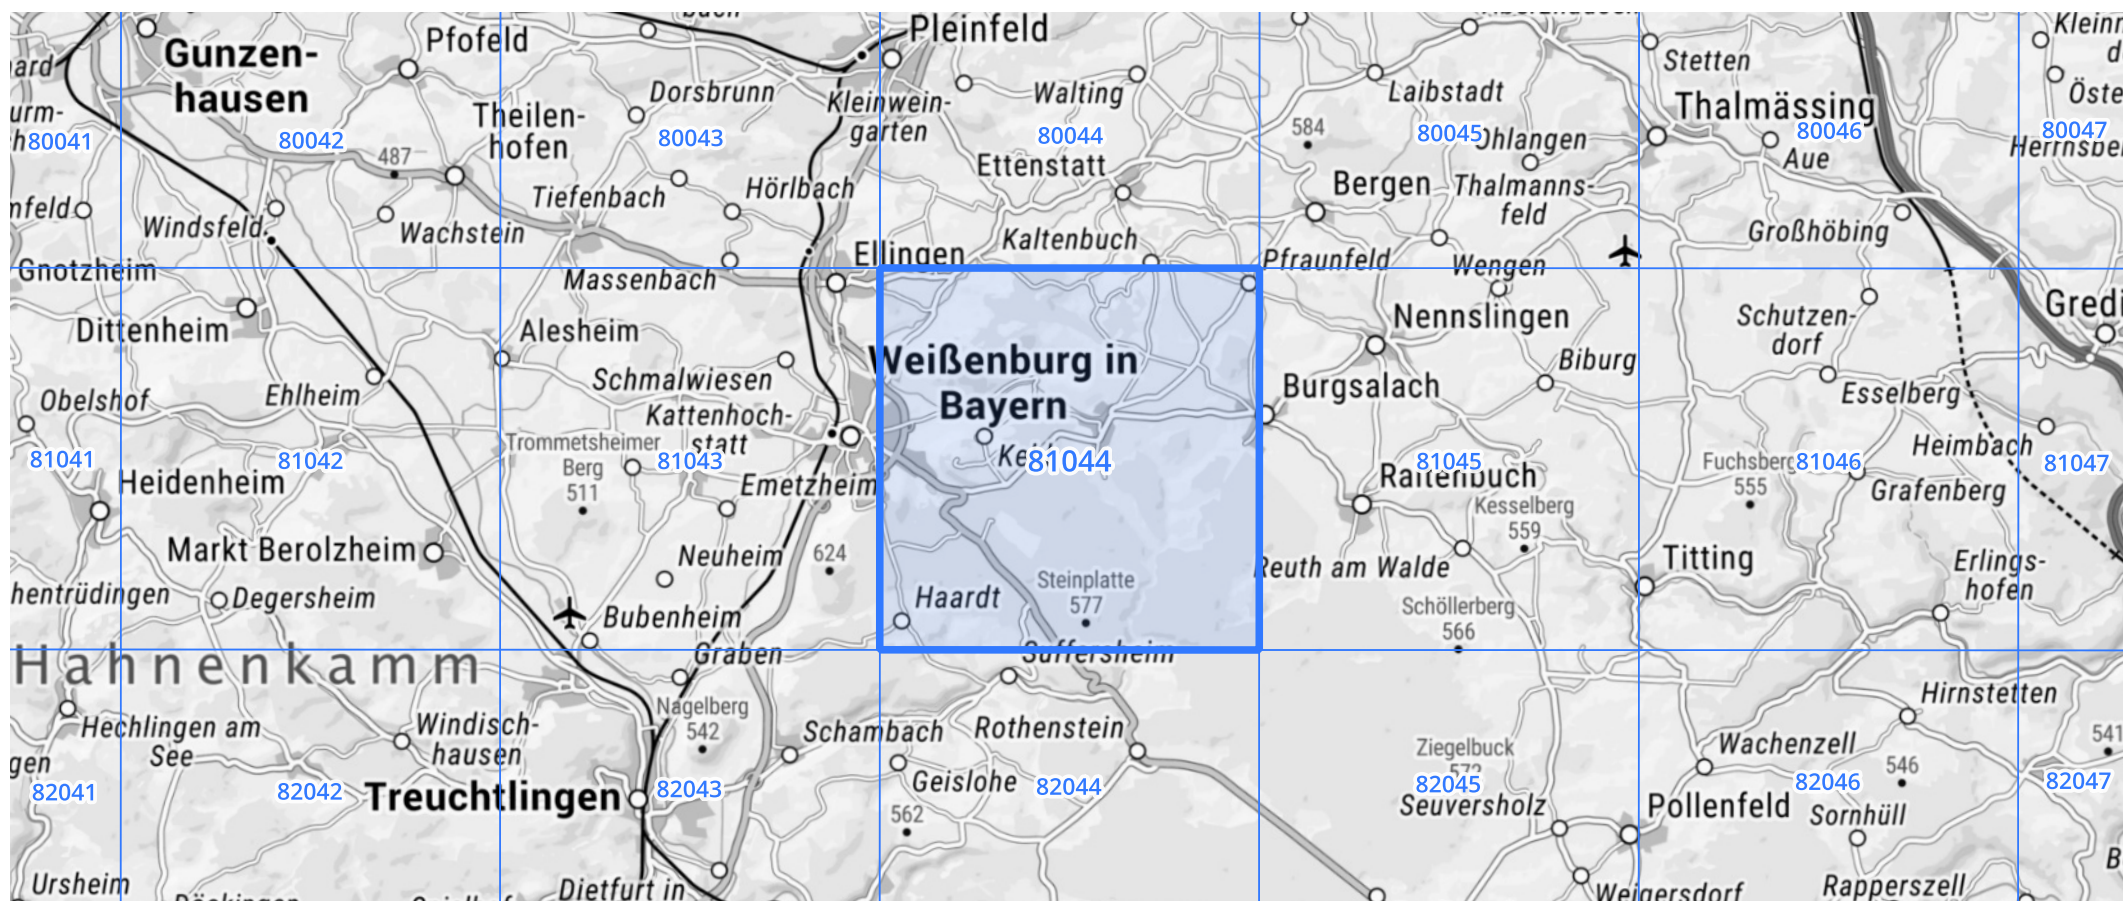 Pleinfeld
Gunzen-
hausen
Pfofeld
Stetten
Dorsbrunn
Theilen-
hofen
Kleinwein-
garten
Walting
Laibstadt
584
Thalmässing
80041
80042
80043
80044
80045
80046
80047
487
Ohlangen
Aue
Ettenstatt
Tiefenbach
Hörlbach
Bergen
Thalmanns-
feld
Windsfeld
Wachstein
Kaltenbuch
Großhöbing
Ellingen
Pfraunfeld
Wengen
Gnotzheim
Massenbach
Dittenheim
Alesheim
Nennslingen
Schutzen-
dorf
Weißenburg in
Bayern
Schmalwiesen
Biburg
Ehlheim
Obelshof
Burgsalach
Esselberg
Kattenhoch-
statt
Trommetsheimer
Berg
511
Heimbach
81041
81042
81043
81044
81045
81046
81047
Raitenbuch
Fuchsberg
555
Heidenheim
Emetzheim
Grafenberg
Kesselberg
559
Markt Berolzheim
Neuheim
624
Reuth am Walde
Titting
Erlings-
hofen
hentrüdingen
Degersheim
Haardt
Steinplatte
577
Bubenheim
Schöllerberg
566
Hahnenkamm
Graben
Suffersheim
Hirnstetten
Nagelberg
542
Hechlingen am
See
Windisch-
hausen
Schambach
Rothenstein
Ziegelbuck
572
Wachenzell
541
546
Geislohe
82041
82042
82043
82044
82045
82046
82047
Treuchtlingen
Seuversholz
Pollenfeld
Sornhüll
562
Ursheim
Dietfurt in
Weigersdorf
Rapperszell